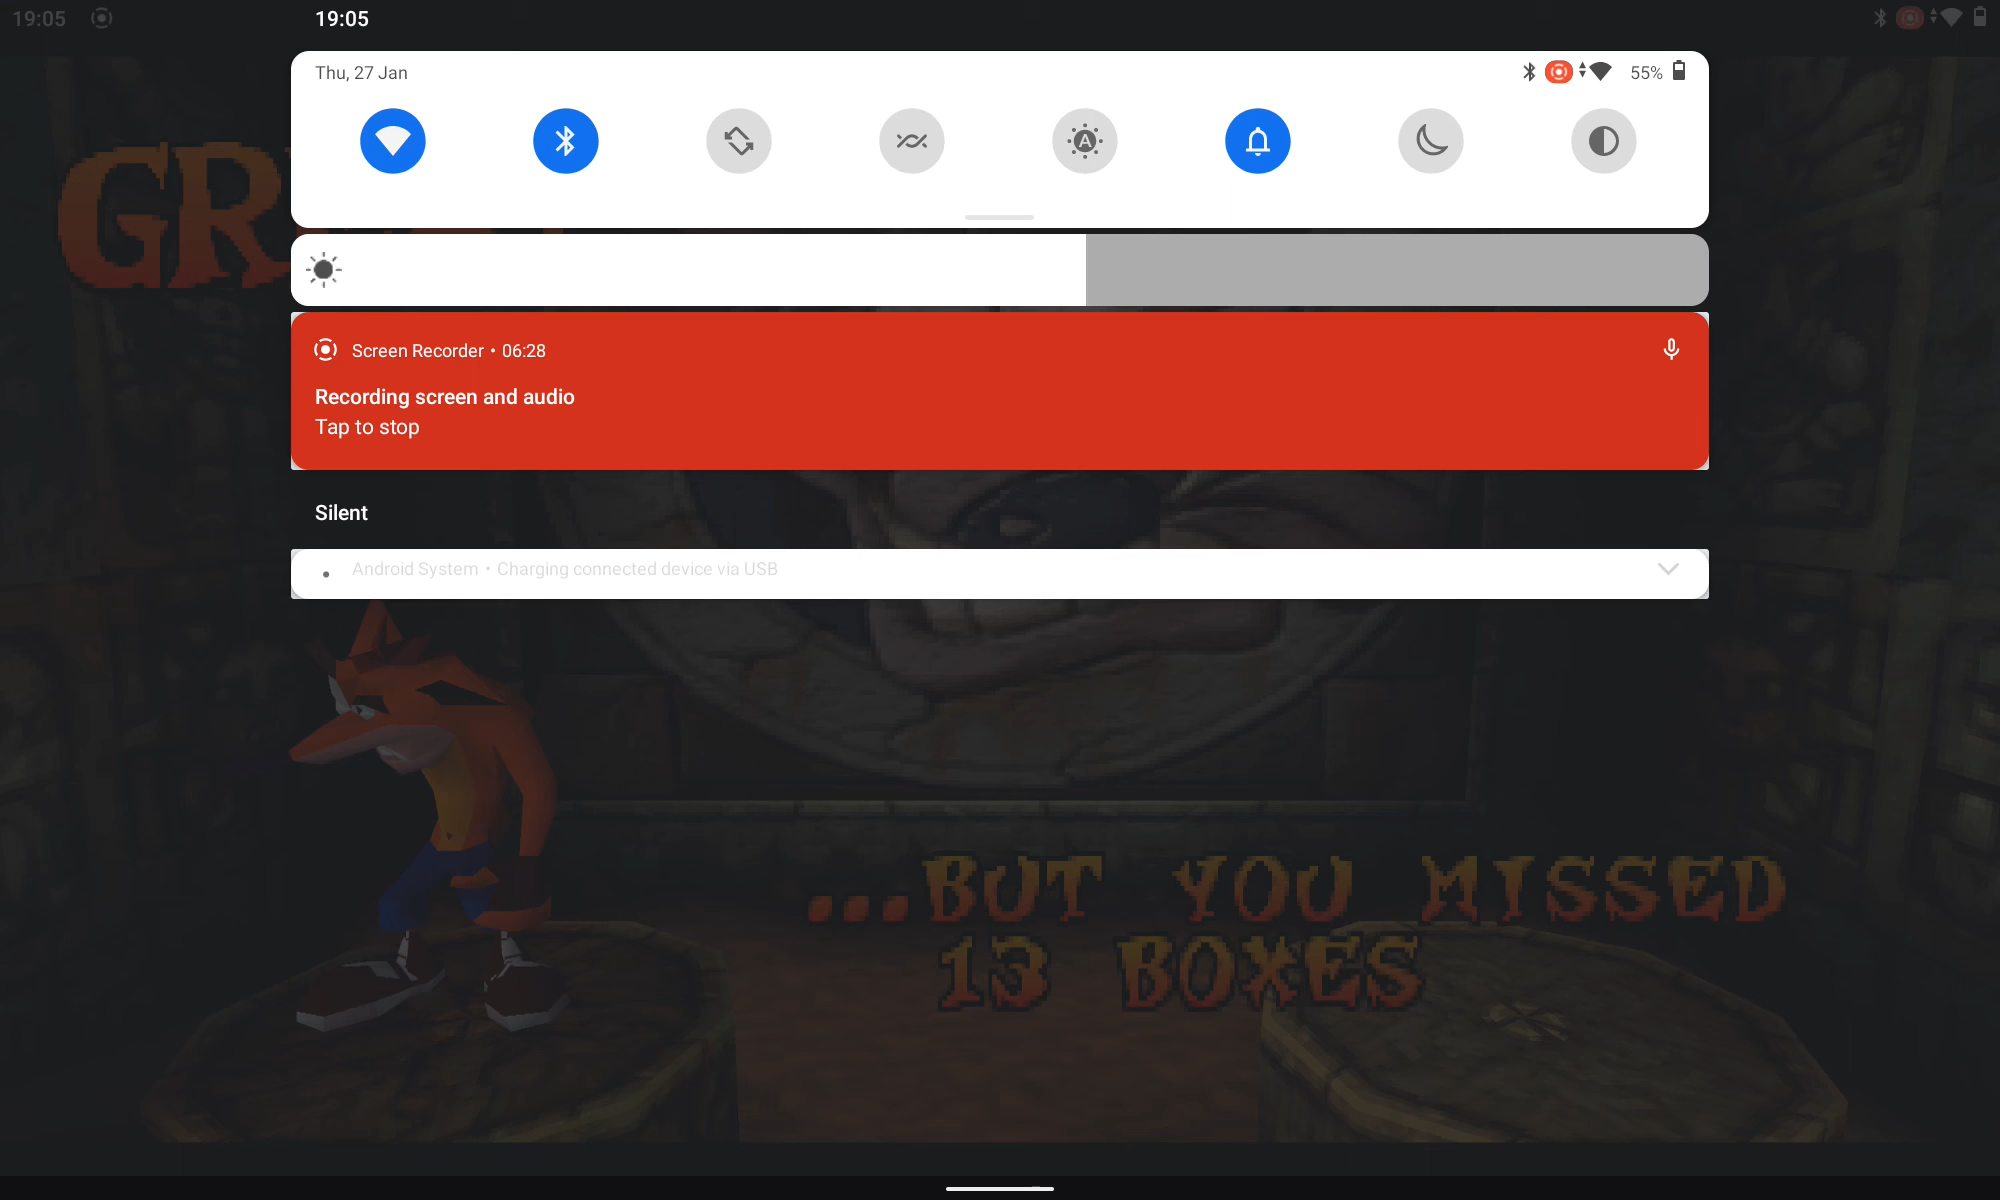 19:05
19:05
Thu, 27 Jan
55%
A
GR
Screen Recorder • 06:28
Recording screen and audio
Tap to stop
Silent
Android System • Charging connected device via USB
...BUT YOU MISSED
13 BOXES